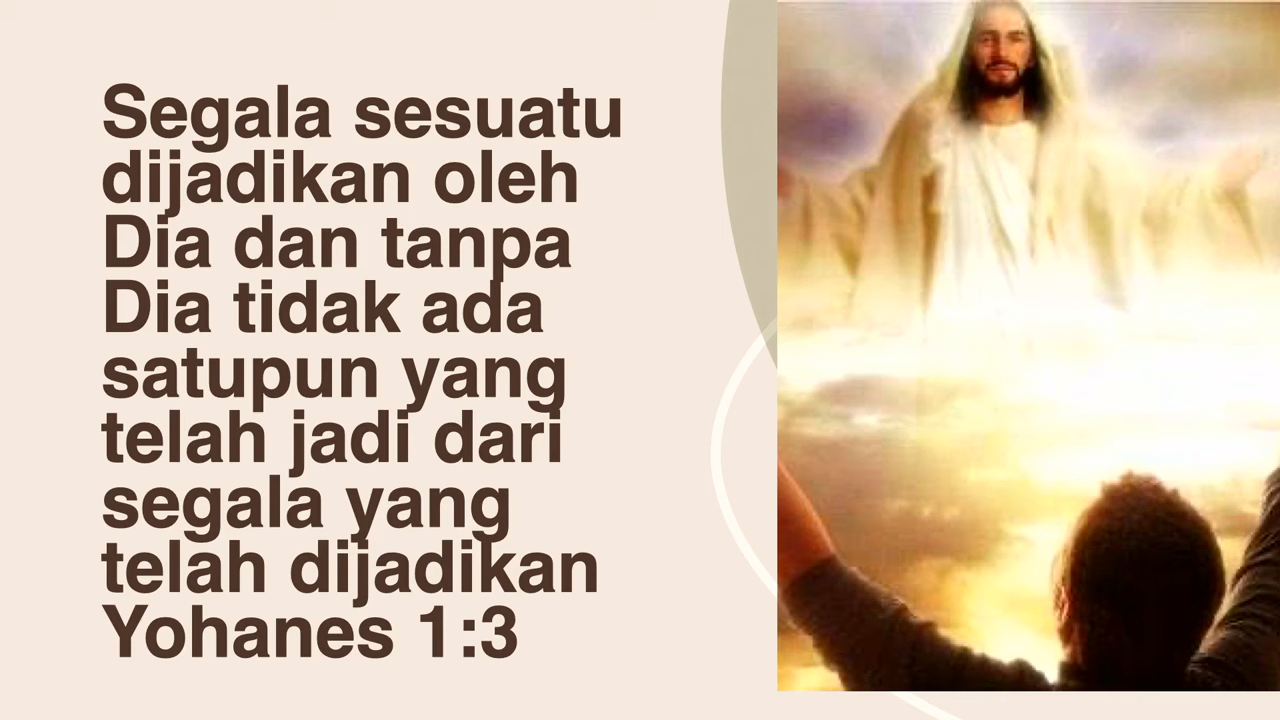 Segala sesuatu
dijadikan oleh
Dia dan tanpa
Dia tidak ada
satupun yang
telah jadi dari
segala yang
telah dijadikan
Yohanes 1:3